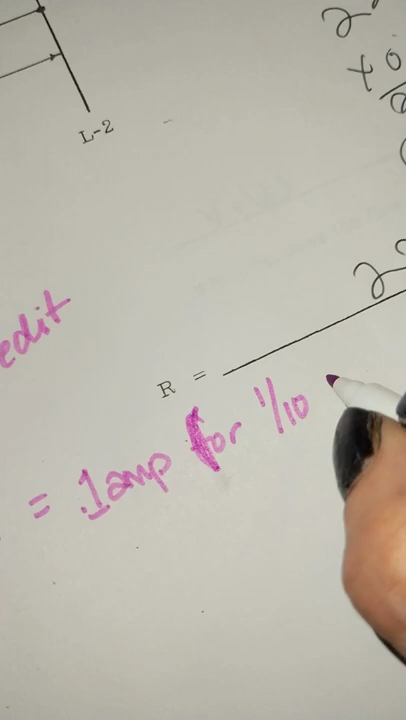 L-2
edit
R =
= .1amp for 1/10